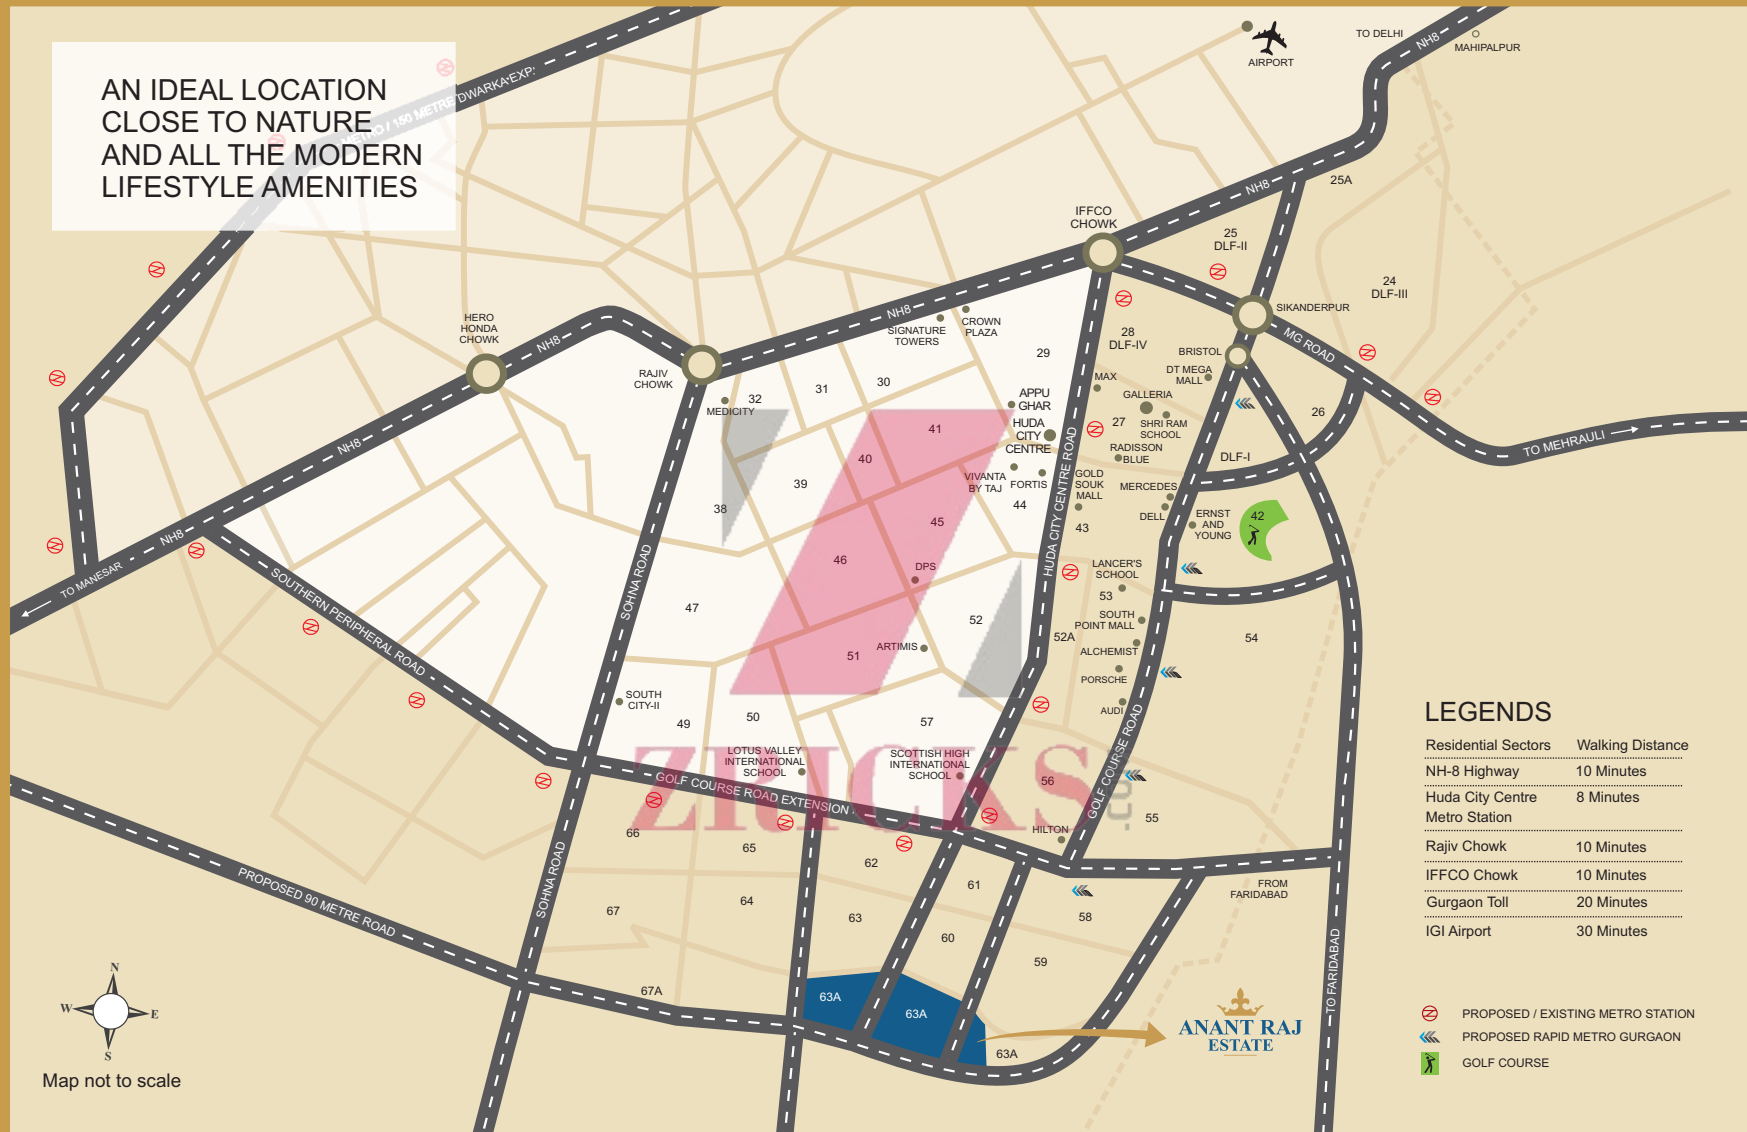 AN IDEAL LOCATION
CLOSE TO NATURE
AND ALL THE MODERN
LIFESTYLE AMENITIES
METRO / 150 METRE DWARKA EXP.
AIRPORT
TO DELHI
NH8
MAHIPALPUR
NH8
25A
IFFCO
CHOWK
25
DLF-II
24
DLF-III
SIKANDERPUR
MG ROAD
TO MEHRAULI
HERO
HONDA
CHOWK
NH8
RAJIV
CHOWK
NH8
SIGNATURE
TOWERS
CROWN
PLAZA
28
DLF-IV
BRISTOL
DT MEGA
MALL
MAX
GALLERIA
SHRI RAM
SCHOOL
27
RADISSON
BLUE
26
DLF-I
29
30
31
32
MEDICITY
APPU
GHAR
HUDA
CITY
CENTRE
41
40
39
38
VIVANTA
BY TAJ
FORTIS
44
45
46
GOLD
SOUK
MALL
43
MERCEDES
DELL
ERNST
AND
YOUNG
42
HUDA CITY CENTRE ROAD
NH8
TO MANESAR
SOUTHERN PERIPHERAL ROAD
SOHNA ROAD
47
DPS
52
52A
LANCER'S
SCHOOL
53
SOUTH
POINT MALL
ALCHEMIST
PORSCHE
AUDI
54
ARTIMIS
51
SOUTH
CITY-II
49
50
57
LOTUS VALLEY
INTERNATIONAL
SCHOOL
SCOTTISH HIGH
INTERNATIONAL
SCHOOL
ZRICKS
.CO
GOLF COURSE ROAD EXTENSION
GOLF COURSE ROAD
56
55
HILTON
66
65
62
61
64
63
67
60
58
59
FROM
FARIDABAD
TO FARIDABAD
SOHNA ROAD
PROPOSED 90 METRE ROAD
67A
63A
63A
63A
ANANT RAJ
ESTATE
N
W
E
S
Map not to scale
LEGENDS
Residential Sectors Walking Distance
NH-8 Highway 10 Minutes
Huda City Centre 8 Minutes
Metro Station
Rajiv Chowk 10 Minutes
IFFCO Chowk 10 Minutes
Gurgaon Toll 20 Minutes
IGI Airport 30 Minutes
PROPOSED / EXISTING METRO STATION
PROPOSED RAPID METRO GURGAON
GOLF COURSE